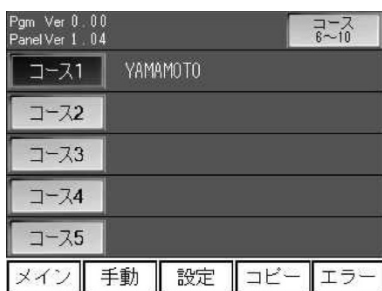 Pgm Ver 0.00
Panel Ver 1.04
コース
6～10
コース1 YAMAMOTO
コース2
コース3
コース4
コース5
メイン 手動 設定 コピー エラー